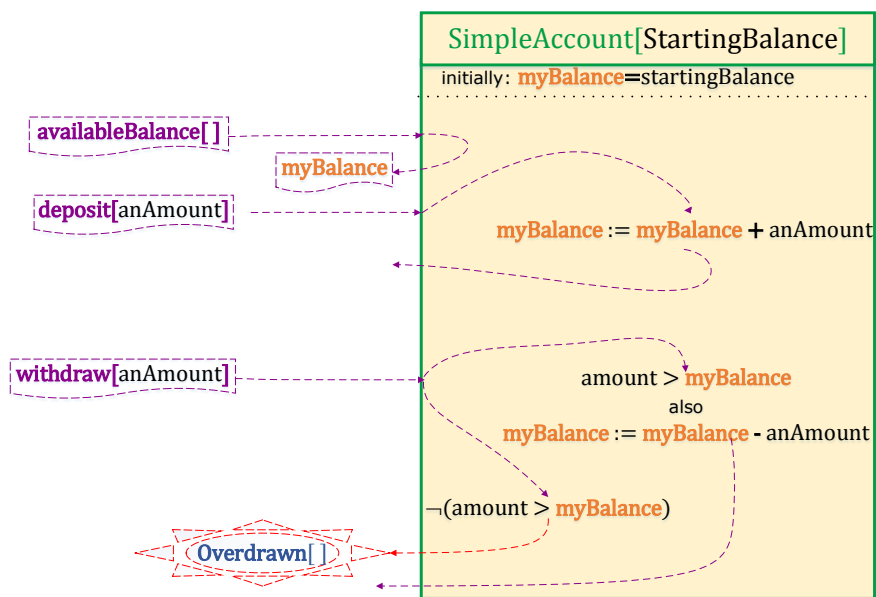 SimpleAccount[StartingBalance]
initially: myBalance=startingBalance
availableBalance[ ]
myBalance
deposit[anAmount]
myBalance := myBalance + anAmount
withdraw[anAmount]
amount > myBalance
also
myBalance := myBalance - anAmount
¬(amount > myBalance)
Overdrawn[ ]